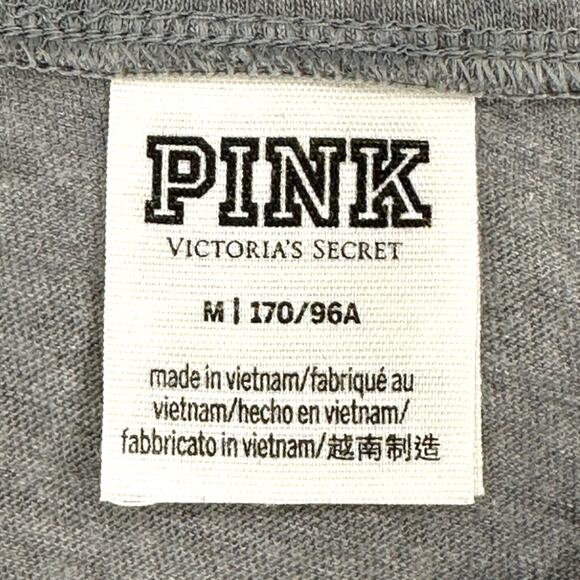 PINK
VICTORIA'S SECRET
M | 170/96A
made in vietnam/fabriqué au
vietnam/hecho en vietnam/
fabbricato in vietnam/越南制造